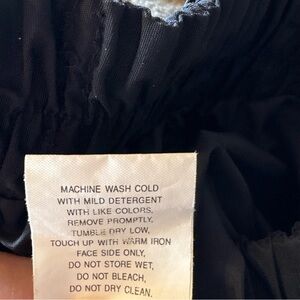 MACHINE WASH COLD
WITH MILD DETERGENT
WITH LIKE COLORS,
REMOVE PROMPTLY,
TUMBLE DRY LOW,
TOUCH UP WITH WARM IRON
FACE SIDE ONLY,
DO NOT STORE WET,
DO NOT BLEACH,
DO NOT DRY CLEAN.